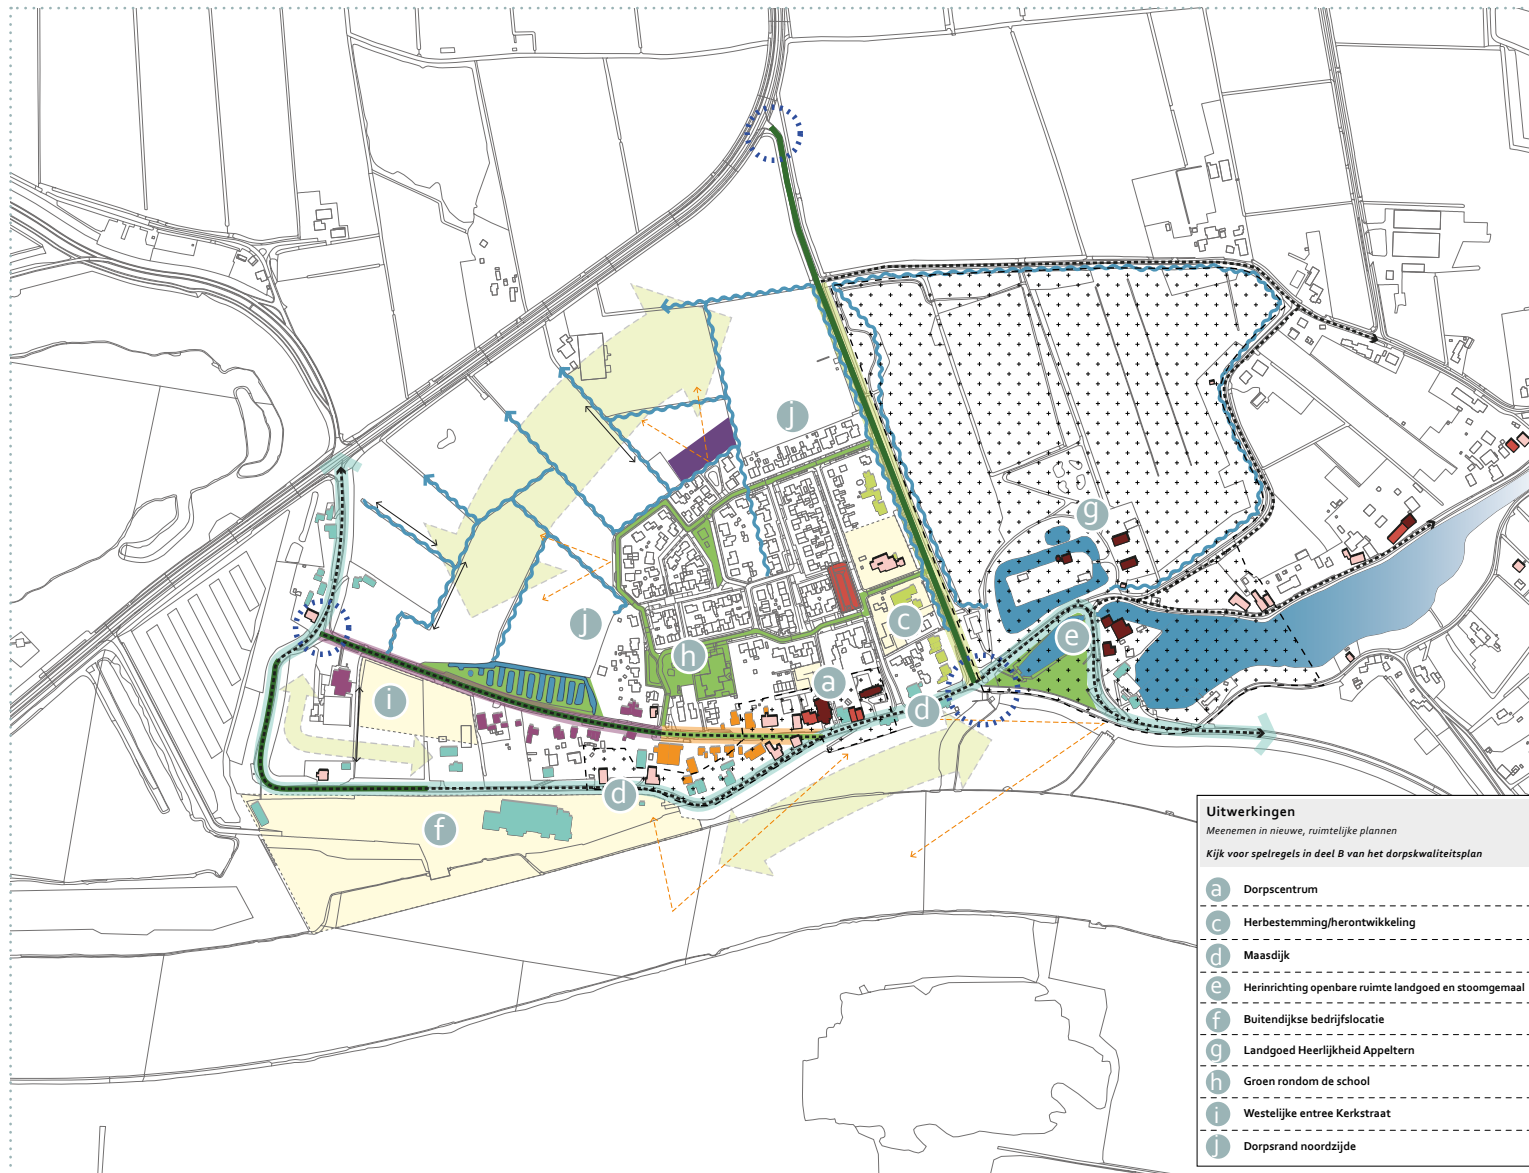 j
g
c
e
j
h
a
i
d
d
f
Uitwerkingen
Meenemen in nieuwe, ruimtelijke plannen
Kijk voor spelregels in deel B van het dorpskwaliteitsplan
a Dorpscentrum
c Herbestemming/herontwikkeling
d Maasdijk
e Herinrichting openbare ruimte landgoed en stoomgemaal
f Buitendijkse bedrijfslocatie
g Landgoed Heerlijkheid Appeltern
h Groen rondom de school
i Westelijke entree Kerkstraat
j Dorpsrand noordzijde